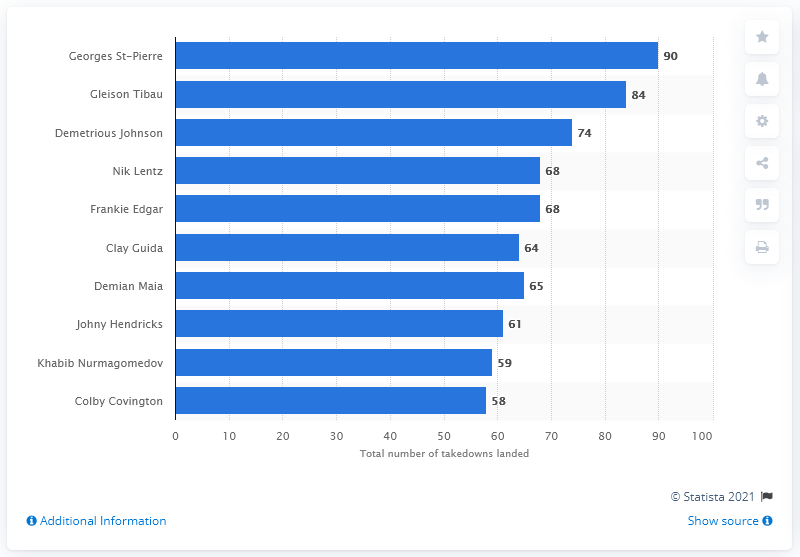 Georges St-Pierre 90
Gleison Tibau 84
Demetrious Johnson 74
Nik Lentz 68
Frankie Edgar 68
Clay Guida 64
Demian Maia 65
Johny Hendricks 61
Khabib Nurmagomedov 59
Colby Covington 58
0 10 20 30 40 50 60 70 80 90 100
Total number of takedowns landed
© Statista 2021
Additional Information Show source